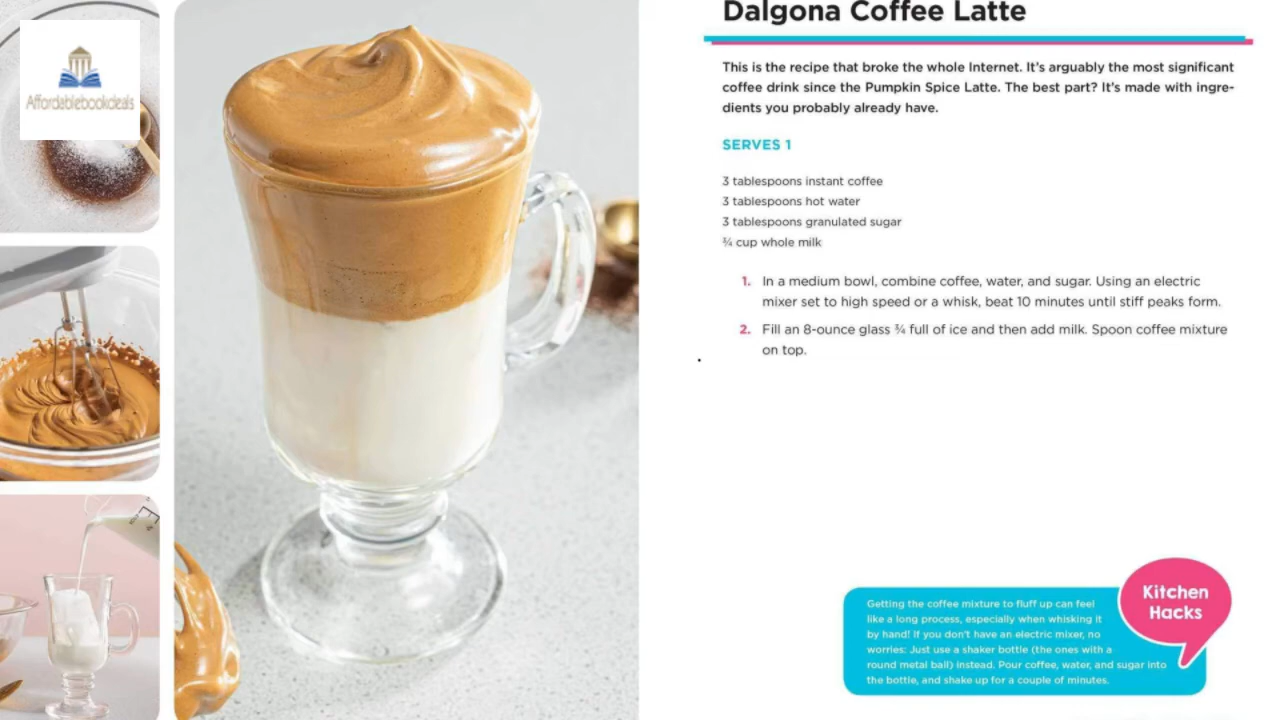 Affordablebookdeals
Dalgona Coffee Latte
This is the recipe that broke the whole Internet. It's arguably the most significant
coffee drink since the Pumpkin Spice Latte. The best part? It's made with ingre-
dients you probably already have.
SERVES 1
3 tablespoons instant coffee
3 tablespoons hot water
3 tablespoons granulated sugar
¾ cup whole milk
1. In a medium bowl, combine coffee, water, and sugar. Using an electric
mixer set to high speed or a whisk, beat 10 minutes until stiff peaks form.
2. Fill an 8-ounce glass ¾ full of ice and then add milk. Spoon coffee mixture
on top.
Kitchen
Hacks
Getting the coffee mixture to fluff up can feel
like a long process, especially when whisking it
by hand! If you don't have an electric mixer, no
worries: Just use a shaker bottle (the ones with a
round metal ball) instead. Pour coffee, water, and sugar into
the bottle, and shake up for a couple of minutes.